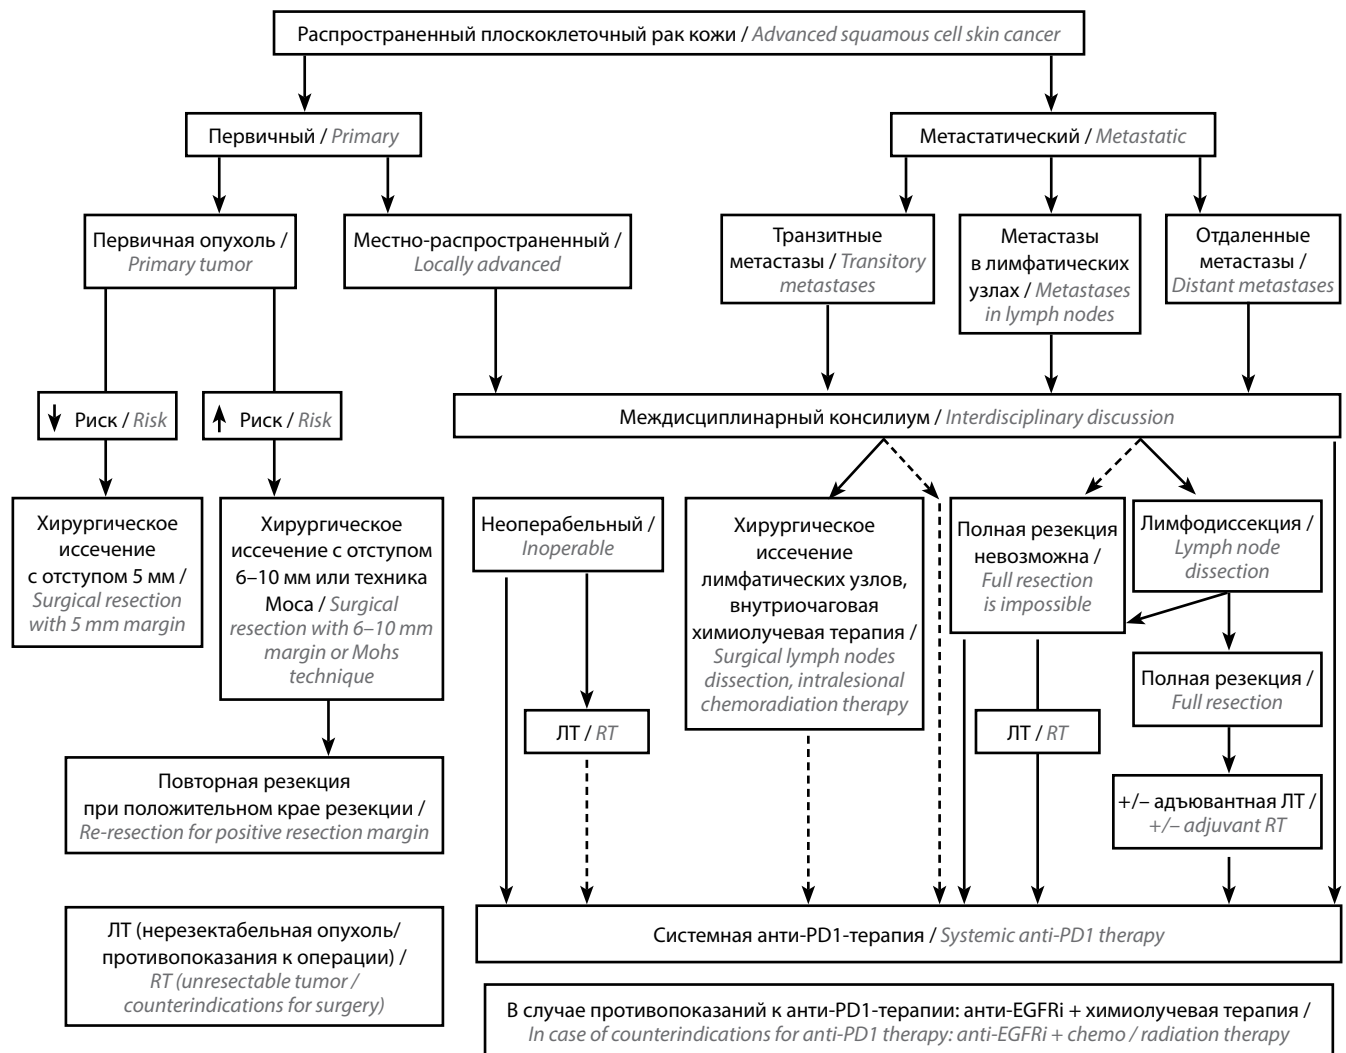 Распространенный плоскоклеточный рак кожи / Advanced squamous cell skin cancer
Первичный / Primary
Метастатический / Metastatic
Первичная опухоль /
Primary tumor
Местно-распространенный /
Locally advanced
Транзитные
метастазы / Transitory
metastases
Метастазы
в лимфатических
узлах / Metastases
in lymph nodes
Отдаленные
метастазы /
Distant metastases
Риск / Risk
Риск / Risk
Междисциплинарный консилиум / Interdisciplinary discussion
Хирургическое
иссечение
с отступом 5 мм /
Surgical resection
with 5 mm margin
Хирургическое
иссечение с отступом
6–10 мм или техника
Моса / Surgical
resection with 6–10 mm
margin or Mohs
technique
Неоперабельный /
Inoperable
Хирургическое
иссечение
лимфатических узлов,
внутриочаговая
химиолучевая терапия /
Surgical lymph nodes
dissection, intralesional
chemoradiation therapy
Полная резекция
невозможна /
Full resection
is impossible
Лимфодиссекция /
Lymph node
dissection
Полная резекция /
Full resection
ЛТ / RT
ЛТ / RT
Повторная резекция
при положительном крае резекции /
Re-resection for positive resection margin
+/– адъювантная ЛТ /
+/– adjuvant RT
ЛТ (нерезектабельная опухоль/
противопоказания к операции) /
RT (unresectable tumor /
counterindications for surgery)
Системная анти-PD1-терапия / Systemic anti-PD1 therapy
В случае противопоказаний к анти-PD1-терапии: анти-EGFRi + химиолучевая терапия /
In case of counterindications for anti-PD1 therapy: anti-EGFRi + chemo / radiation therapy